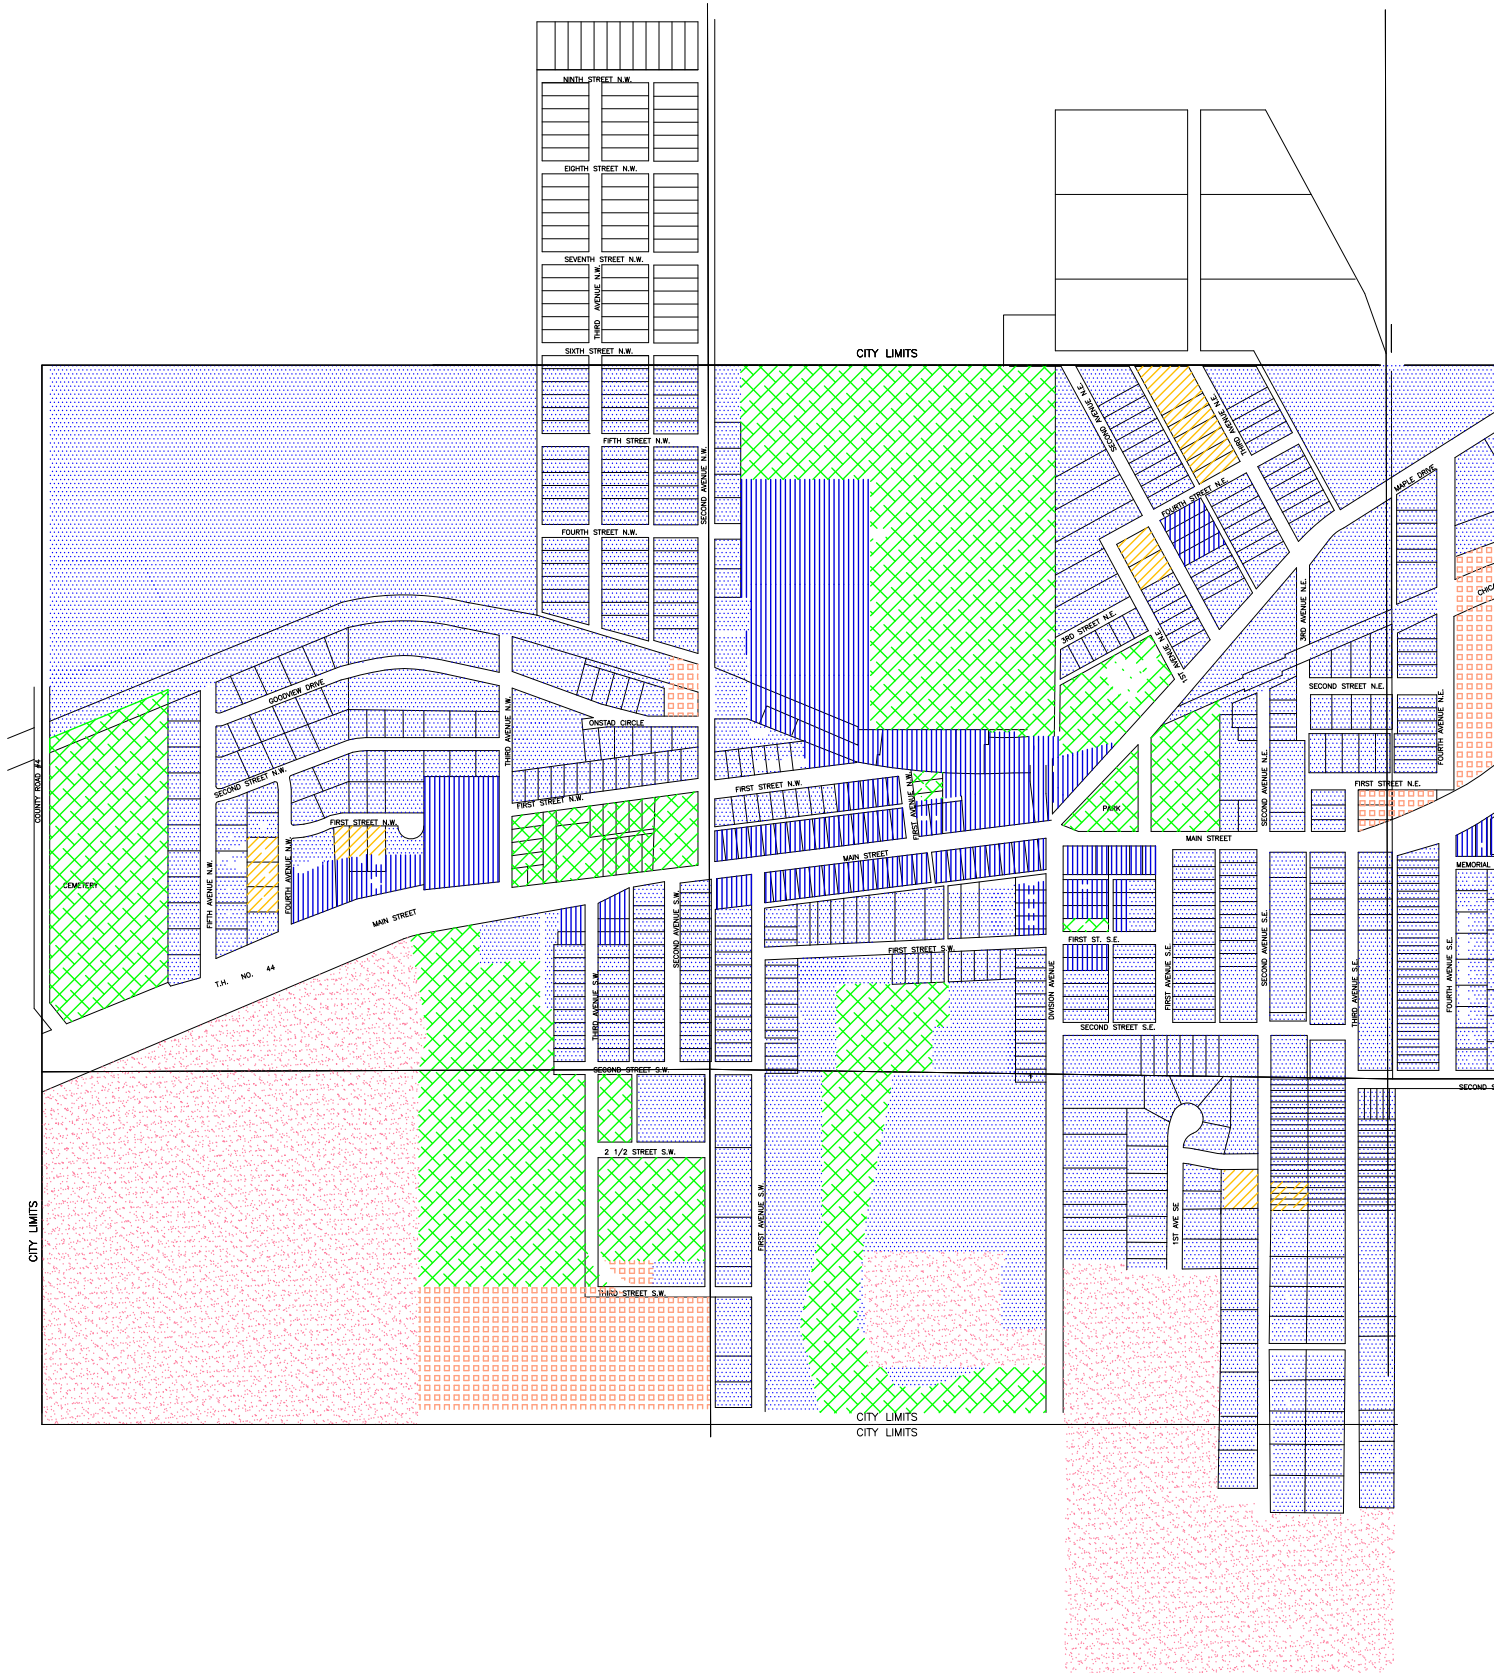 NINTH STREET N.W.
EIGHTH STREET N.W.
SEVENTH STREET N.W.
THIRD AVENUE N.W.
SIXTH STREET N.W.
CITY LIMITS
SECOND AVENUE N.E.
THIRD AVENUE N.E.
FIFTH STREET N.W.
SECOND AVENUE N.W.
MAPLE DRIVE
FOURTH STREET N.E.
FOURTH STREET N.W.
CHICA
3RD AVENUE N.E.
3RD STREET N.E.
1ST AVENUE N.E.
GOODVIEW DRIVE
SECOND STREET N.E.
THIRD AVENUE N.W.
ONSTAD CIRCLE
FOURTH AVENUE N.E.
COUNTY ROAD #4
SECOND STREET N.W.
SECOND AVENUE N.E.
FIRST STREET N.W.
FIRST STREET N.W.
FIRST AVENUE N.W.
FIRST STREET N.E.
PARK
FIRST STREET N.W.
MAIN STREET
MAIN STREET
MEMORIAL
CEMETERY
FOURTH AVENUE N.W.
FIFTH AVENUE N.W.
MAIN STREET
SECOND AVENUE S.W.
FIRST STREET S.W.
FIRST ST. S.E.
SECOND AVENUE S.E.
FOURTH AVENUE S.E.
T.H. NO. 44
THIRD AVENUE S.W.
DIVISION AVENUE
FIRST AVENUE S.E.
THIRD AVENUE S.E.
SECOND STREET S.E.
SECOND STREET S.W.
SECOND S
2 1/2 STREET S.W.
CITY LIMITS
FIRST AVENUE S.W.
1ST AVE SE
THIRD STREET S.W.
CITY LIMITS
CITY LIMITS